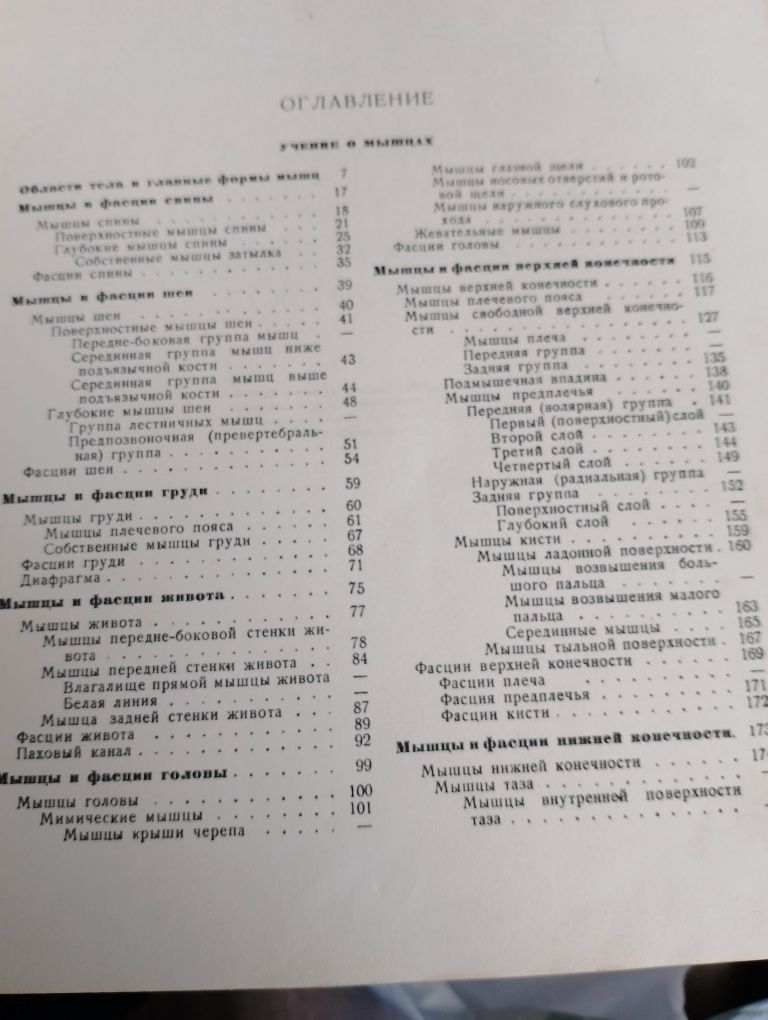 ОГЛАВЛЕНИЕ
УЧЕНИЕ О МЫШЦАХ
Области тела и главные формы мышц 7
Мышцы и фасции спины 17
Мышцы спины 18
Поверхностные мышцы спины 21
Глубокие мышцы спины 25
Собственные мышцы затылка 32
Фасции спины 35
Мышцы и фасции шеи 39
Мышцы шеи 40
Поверхностные мышцы шеи 41
Передне-боковая группа мышц —
Серединная группа мышц ниже
подъязычной кости 43
Серединная группа мышц выше
подъязычной кости 44
Глубокие мышцы шеи 48
Группа лестничных мышц —
Предпозвоночная (превертебраль-
ная) группа 51
Фасции шеи 54
Мышцы и фасции груди 59
Мышцы груди 60
Мышцы плечевого пояса 61
Собственные мышцы груди 67
Фасции груди 68
Диафрагма 71
Мышцы и фасции живота 75
Мышцы живота 77
Мышцы передне-боковой стенки жи-
вота 78
Мышцы передней стенки живота 84
Влагалище прямой мышцы живота —
Белая линия —
Мышца задней стенки живота 87
Фасции живота 89
Паховый канал 92
Мышцы и фасции головы 99
Мышцы головы 100
Мимические мышцы 101
Мышцы крыши черепа —
Мышцы глазной щели 102
Мышцы носовых отверстий и рото-
вой щели —
Мышцы наружного слухового про-
хода 107
Жевательные мышцы 109
Фасции головы 113
Мышцы и фасции верхней конечности 115
Мышцы верхней конечности 116
Мышцы плечевого пояса 117
Мышцы свободной верхней конечно-
сти 127
Мышцы плеча —
Передняя группа —
Задняя группа 135
Подмышечная впадина 138
Мышцы предплечья 140
Передняя (волярная) группа 141
Первый (поверхностный) слой —
Второй слой 143
Третий слой 144
Четвертый слой 149
Наружная (радиальная) группа —
Задняя группа 152
Поверхностный слой —
Глубокий слой 155
Мышцы кисти 159
Мышцы ладонной поверхности 160
Мышцы возвышения боль-
шого пальца —
Мышцы возвышения малого
пальца 163
Серединные мышцы 165
Мышцы тыльной поверхности 167
Фасции верхней конечности 169
Фасции плеча —
Фасция предплечья 171
Фасции кисти 172
Мышцы и фасции нижней конечности 173
Мышцы нижней конечности
Мышцы таза —
Мышцы внутренней поверхности
таза